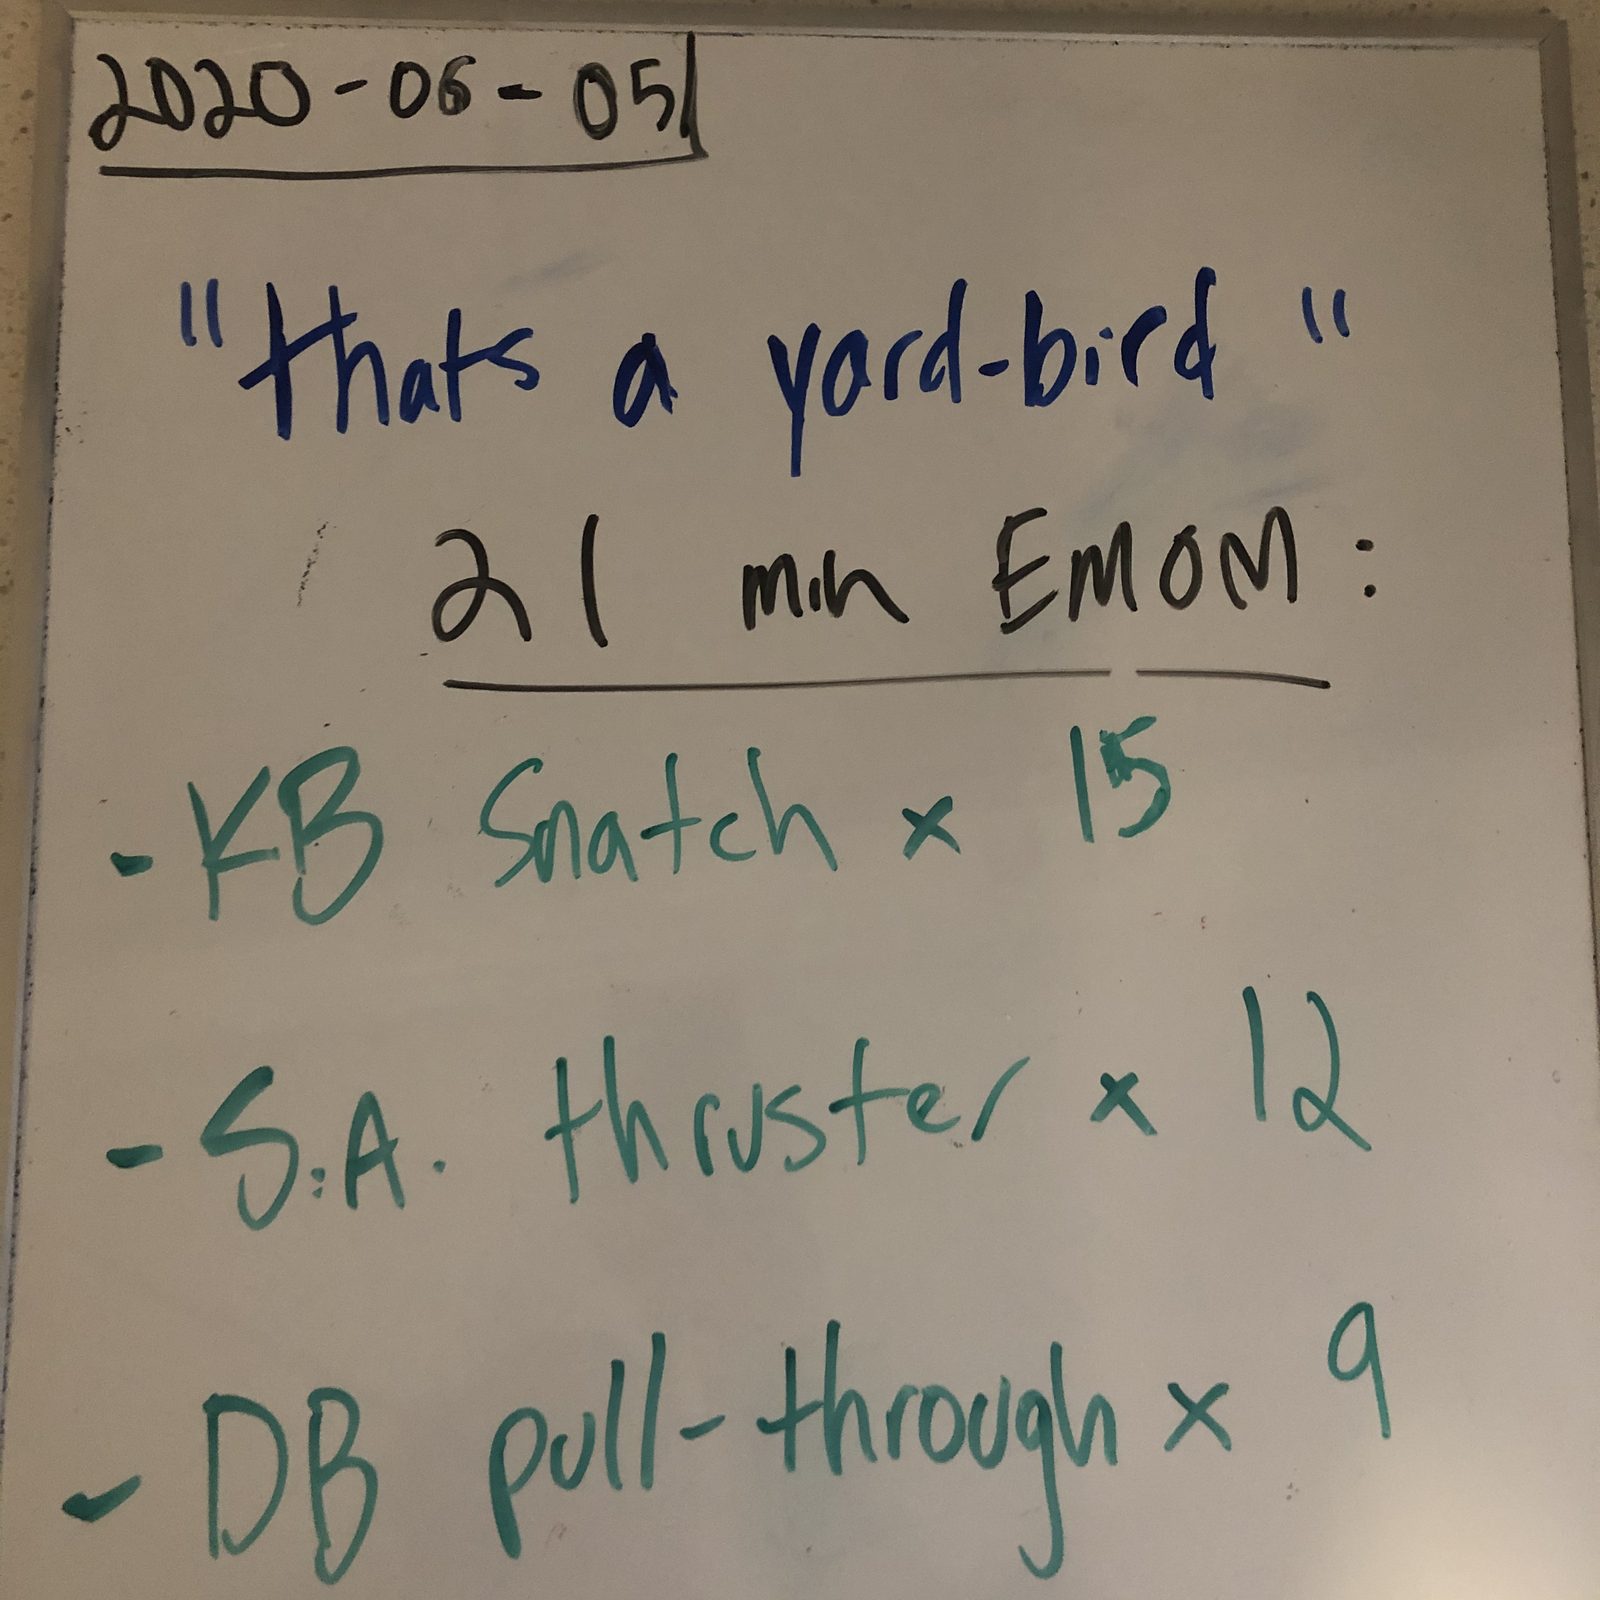 2020-06-05
"thats a yard-bird"
21 min EMOM:
- KB Snatch x 15
- S.A. thruster x 12
- DB pull-through x 9